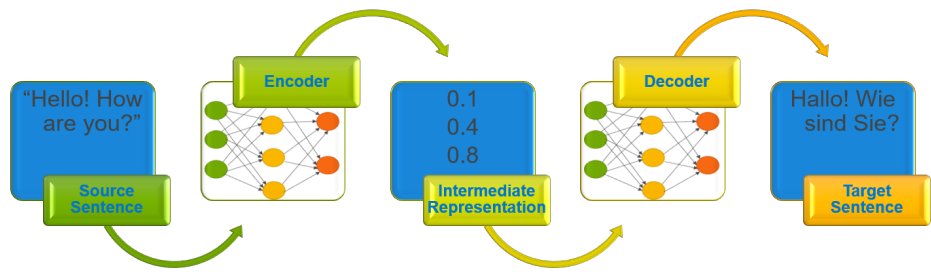 “Hello! How
are you?”
Source
Sentence
Encoder
0.1
0.4
0.8
Intermediate
Representation
Decoder
Hallo! Wie
sind Sie?
Target
Sentence